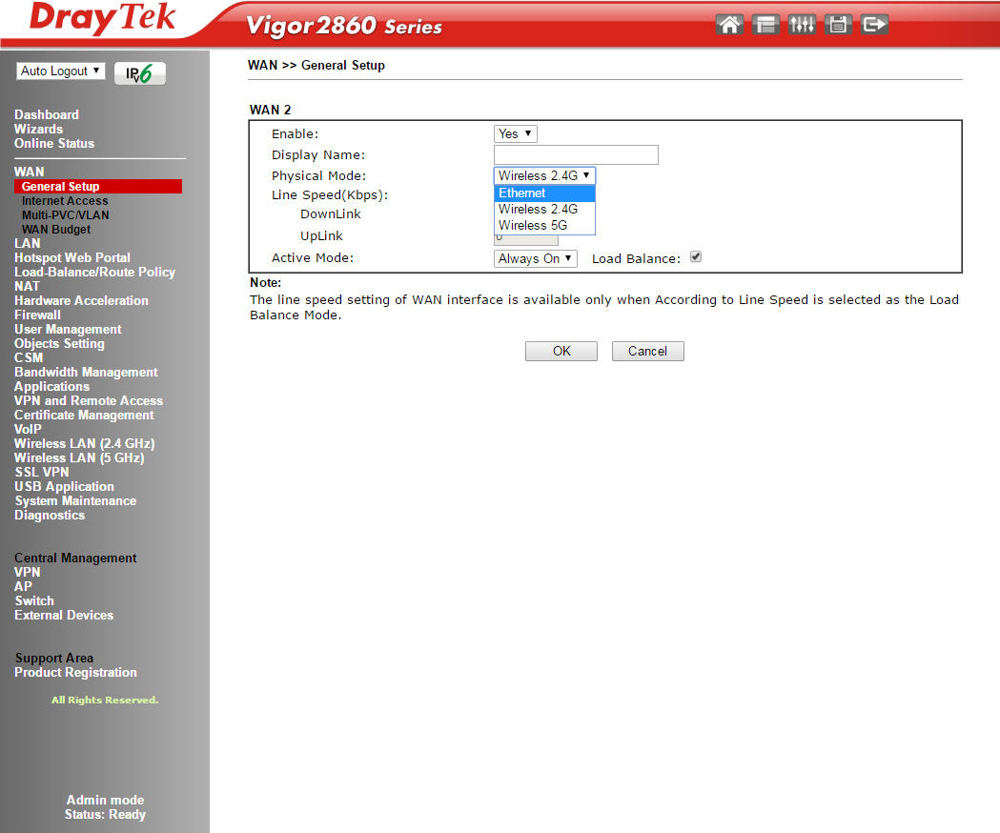 DrayTek
Vigor2860 Series
Auto Logout
IPv6
Dashboard
Wizards
Online Status
WAN
General Setup
Internet Access
Multi-PVC/VLAN
WAN Budget
LAN
Hotspot Web Portal
Load-Balance/Route Policy
NAT
Hardware Acceleration
Firewall
User Management
Objects Setting
CSM
Bandwidth Management
Applications
VPN and Remote Access
Certificate Management
VoIP
Wireless LAN (2.4 GHz)
Wireless LAN (5 GHz)
SSL VPN
USB Application
System Maintenance
Diagnostics
Central Management
VPN
AP
Switch
External Devices
Support Area
Product Registration
All Rights Reserved.
Admin mode
Status: Ready
WAN >> General Setup
WAN 2
Enable: Yes
Display Name:
Physical Mode: Wireless 2.4G
Ethernet
Wireless 2.4G
Wireless 5G
Line Speed(Kbps):
DownLink
UpLink
Active Mode: Always On Load Balance:
Note:
The line speed setting of WAN interface is available only when According to Line Speed is selected as the Load
Balance Mode.
OK Cancel